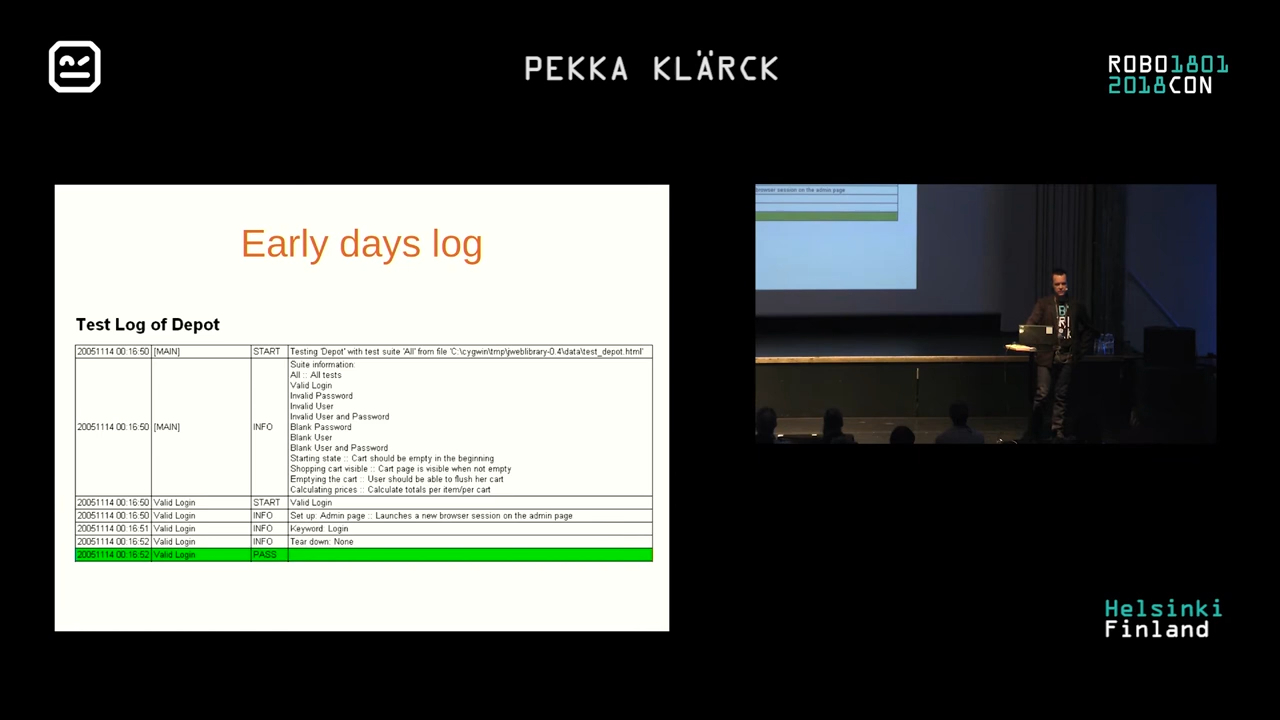 PEKKA KLÄRCK
ROBO1801
2018CON
Early days log
Test Log of Depot
20051114 00:16:50 [MAIN] START Testing 'Depot' with test suite 'All' from file 'C:\cygwin\tmp\jweblibrary-0.4\data\test_depot.html'
20051114 00:16:50 [MAIN] INFO Suite information:
All :: All tests
Valid Login
Invalid Password
Invalid User
Invalid User and Password
Blank Password
Blank User
Blank User and Password
Starting state :: Cart should be empty in the beginning
Shopping cart visible :: Cart page is visible when not empty
Emptying the cart :: User should be able to flush her cart
Calculating prices :: Calculate totals per item/per cart
20051114 00:16:50 Valid Login START Valid Login
20051114 00:16:50 Valid Login INFO Set up: Admin page :: Launches a new browser session on the admin page
20051114 00:16:51 Valid Login INFO Keyword: Login
20051114 00:16:52 Valid Login INFO Tear down: None
20051114 00:16:52 Valid Login PASS
browser session on the admin page
Helsinki
Finland